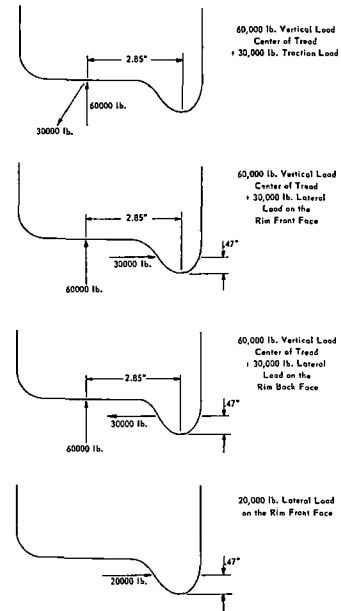 60,000 lb. Vertical Load
Center of Tread
+ 30,000 lb. Traction Load
2.85"
30000 lb.
60000 lb.
60,000 lb. Vertical Load
Center of Tread
+ 30,000 lb. Lateral
Load on the
Rim Front Face
2.85"
30000 lb.
.47"
60000 lb.
60,000 lb. Vertical Load
Center of Tread
+ 30,000 lb. Lateral
Load on the
Rim Back Face
2.85"
30000 lb.
.47"
60000 lb.
20,000 lb. Lateral Load
on the Rim Front Face
20000 lb.
.47"